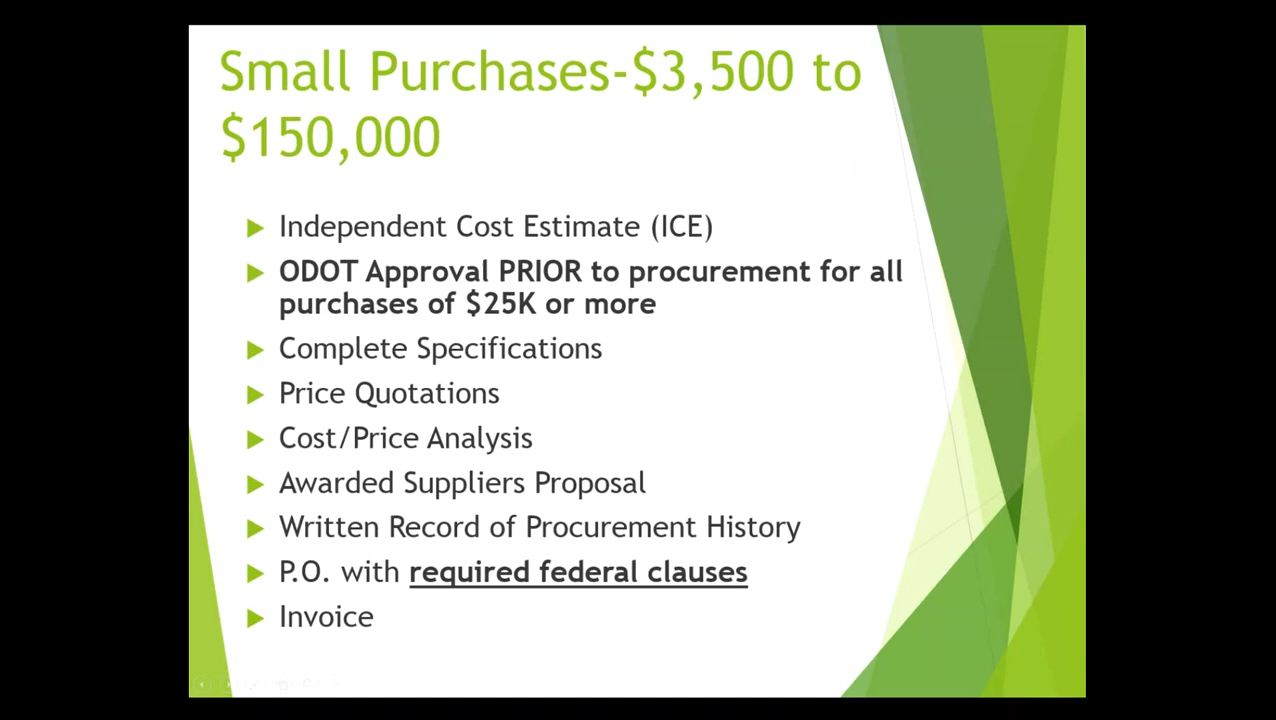 Small Purchases-$3,500 to
$150,000
Independent Cost Estimate (ICE)
ODOT Approval PRIOR to procurement for all
purchases of $25K or more
Complete Specifications
Price Quotations
Cost/Price Analysis
Awarded Suppliers Proposal
Written Record of Procurement History
P.O. with required federal clauses
Invoice